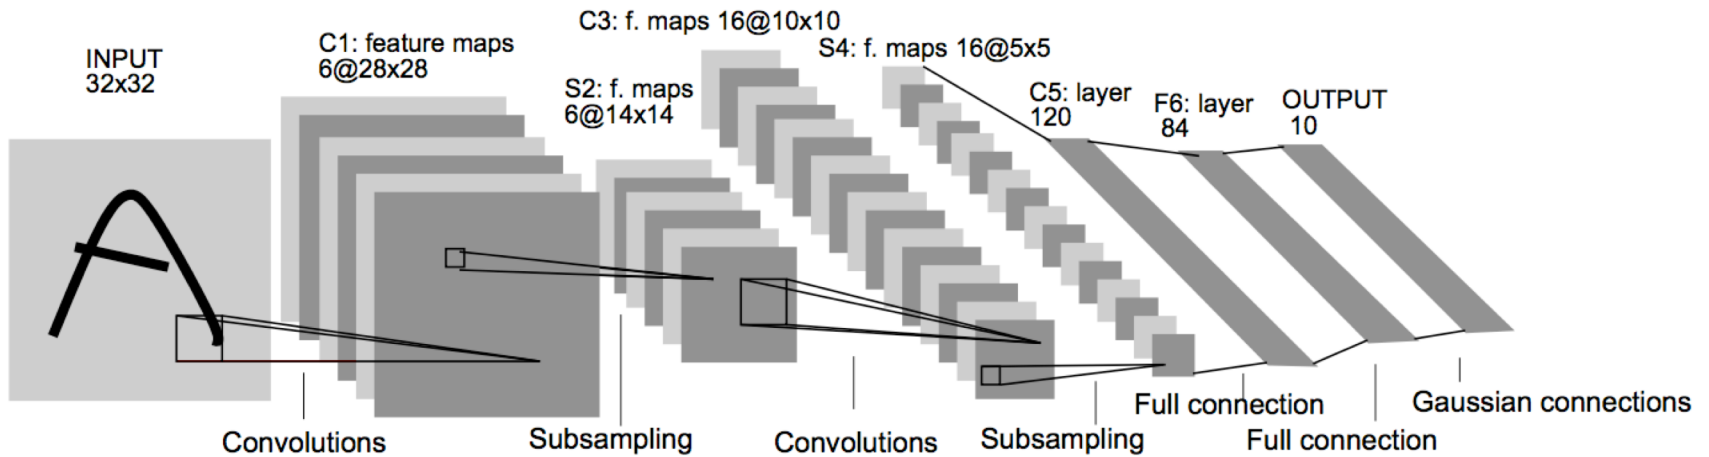 INPUT
32x32
C1: feature maps
6@28x28
S2: f. maps
6@14x14
C3: f. maps 16@10x10
S4: f. maps 16@5x5
C5: layer
120
F6: layer
84
OUTPUT
10
Convolutions
Subsampling
Convolutions
Subsampling
Full connection
Full connection
Gaussian connections